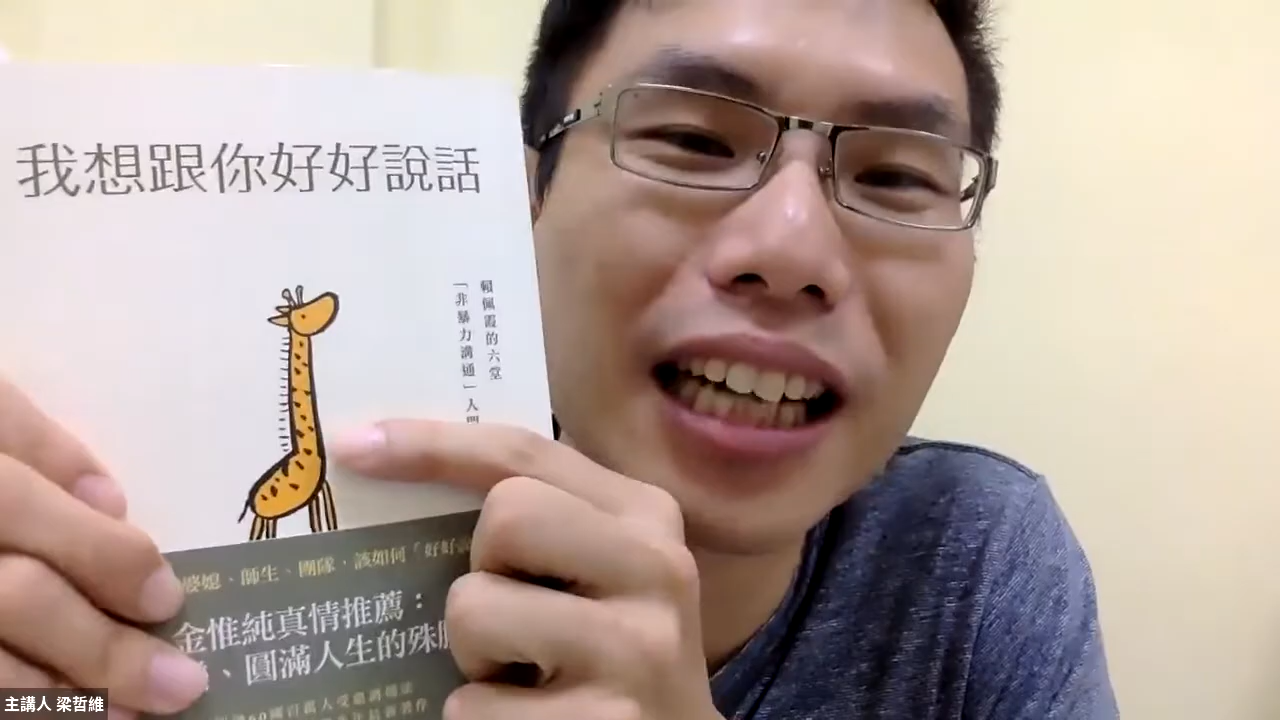 我想跟你好好說話
賴佩霞的六堂
「非暴力溝通」人
婆媳、師生、團隊,該如何「好好
金惟純真情推薦：
、圓滿人生的殊
主講人 梁哲維